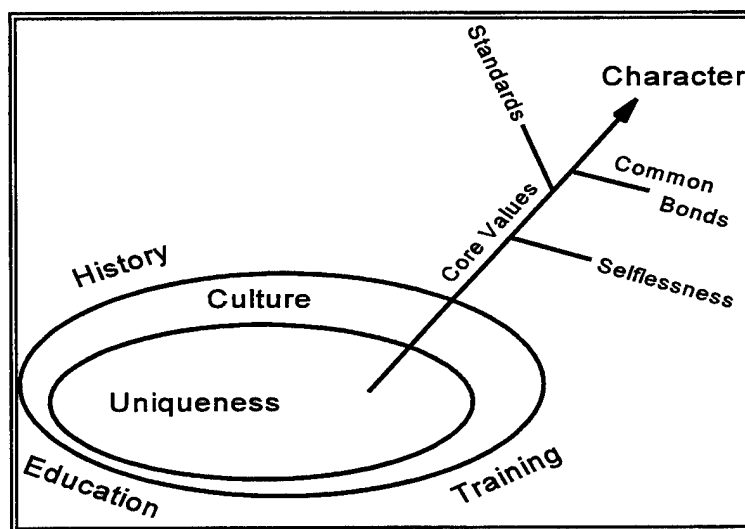 Standards
Character
Common
Bonds
Core Values
Selflessness
History
Culture
Uniqueness
Education
Training